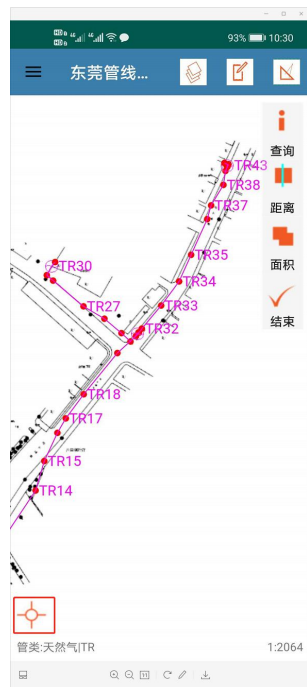 93% 10:30
东莞管线...
查询
距离
面积
结束
TR43
TR38
TR37
TR35
TR34
TR33
TR30
TR27
TR32
TR18
TR17
TR15
TR14
管类:天然气|TR
1:2064